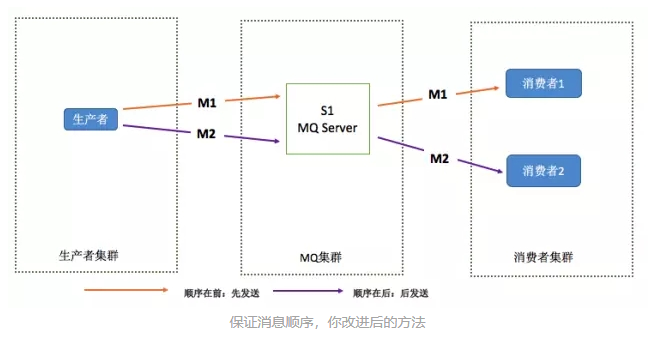 生产者
M1
M2
S1
MQ Server
M1
M2
消费者1
消费者2
生产者集群
MQ集群
消费者集群
顺序在前：先发送
顺序在后：后发送
保证消息顺序，你改进后的方法